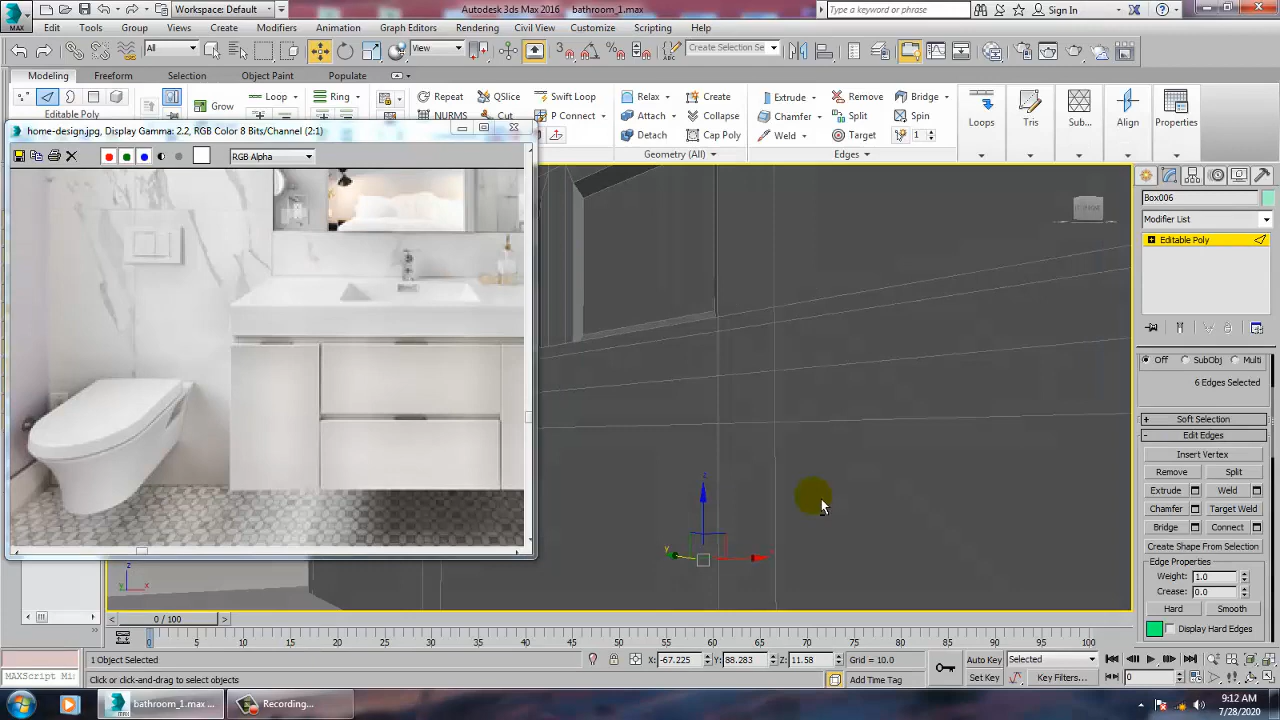 Workspace: Default
Autodesk 3ds Max 2016 bathroom_1.max
Type a keyword or phrase
Sign In
MAX
Edit Tools Group Views Create Modifiers Animation Graph Editors Rendering Civil View Customize Scripting Help
All
View
Create Selection Se
Modeling Freeform Selection Object Paint Populate
Grow
Loop
Ring
Repeat
QSlice
Swift Loop
NURMS
P Connect
Relax
Create
Attach
Collapse
Detach
Cap Poly
Extrude
Remove
Bridge
Chamfer
Split
Spin
Weld
Target
1
Loops
Tris
Sub...
Align
Properties
Edit Poly
Geometry (All)
Edges
home-design.jpg, Display Gamma: 2.2, RGB Color 8 Bits/Channel (2:1)
RGB Alpha
Box006
Modifier List
Editable Poly
Off SubObj Multi
6 Edges Selected
Soft Selection
Edit Edges
Insert Vertex
Remove Split
Extrude Weld
Chamfer Target Weld
Bridge Connect
Create Shape From Selection
Edge Properties
Weight: 1.0
Crease: 0.0
Hard Smooth
Display Hard Edges
z
y
z
y x
0 / 100
0 5 10 15 20 25 30 35 40 45 50 55 60 65 70 75 80 85 90 95 100
1 Object Selected
X: -67.225 Y: 88.283 Z: 11.58 Grid = 10.0
Auto Key Selected
MAXScript Mi
Click or click-and-drag to select objects
Add Time Tag
Set Key Key Filters...
0
bathroom_1.max ...
Recording...
9:12 AM
7/28/2020